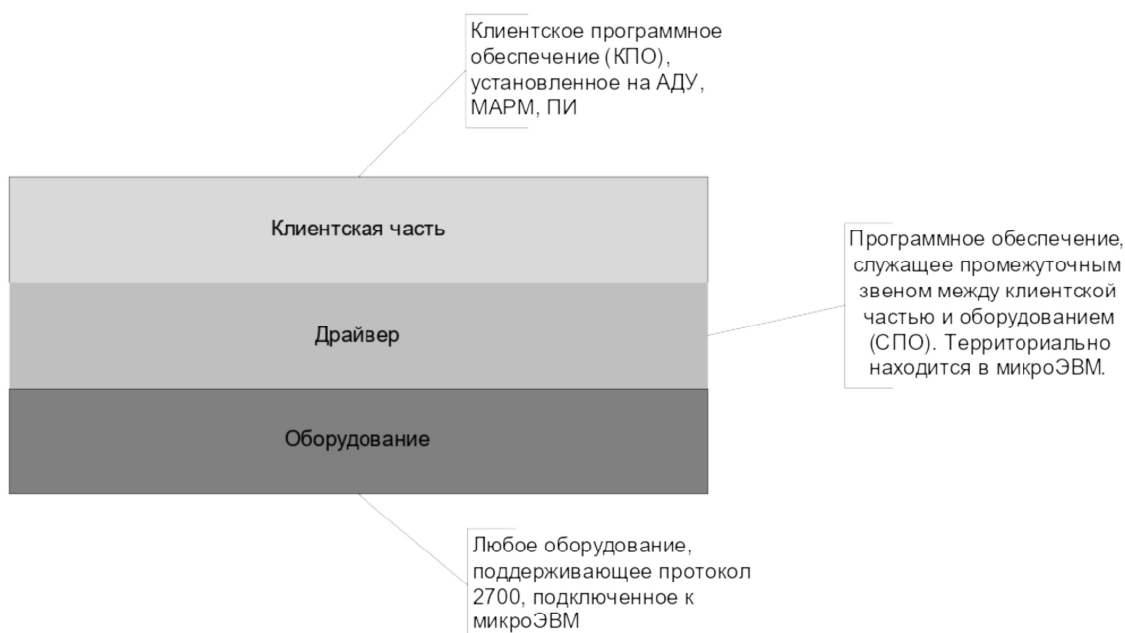 Клиентское программное
обеспечение (КПО),
установленное на АДУ,
МАРМ, ПИ
Клиентская часть
Программное обеспечение,
служащее промежуточным
звеном между клиентской
частью и оборудованием
(СПО). Территориально
находится в микроЭВМ.
Драйвер
Оборудование
Любое оборудование,
поддерживающее протокол
2700, подключенное к
микроЭВМ